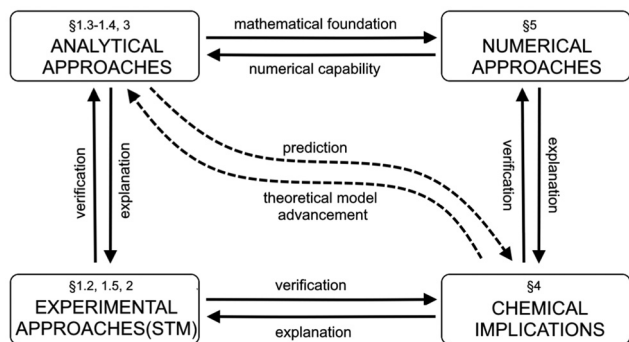 §1.3-1.4, 3
ANALYTICAL
APPROACHES
mathematical foundation
numerical capability
§5
NUMERICAL
APPROACHES
verification
explanation
prediction
theoretical model
advancement
verification
explanation
§1.2, 1.5, 2
EXPERIMENTAL
APPROACHES(STM)
verification
explanation
§4
CHEMICAL
IMPLICATIONS